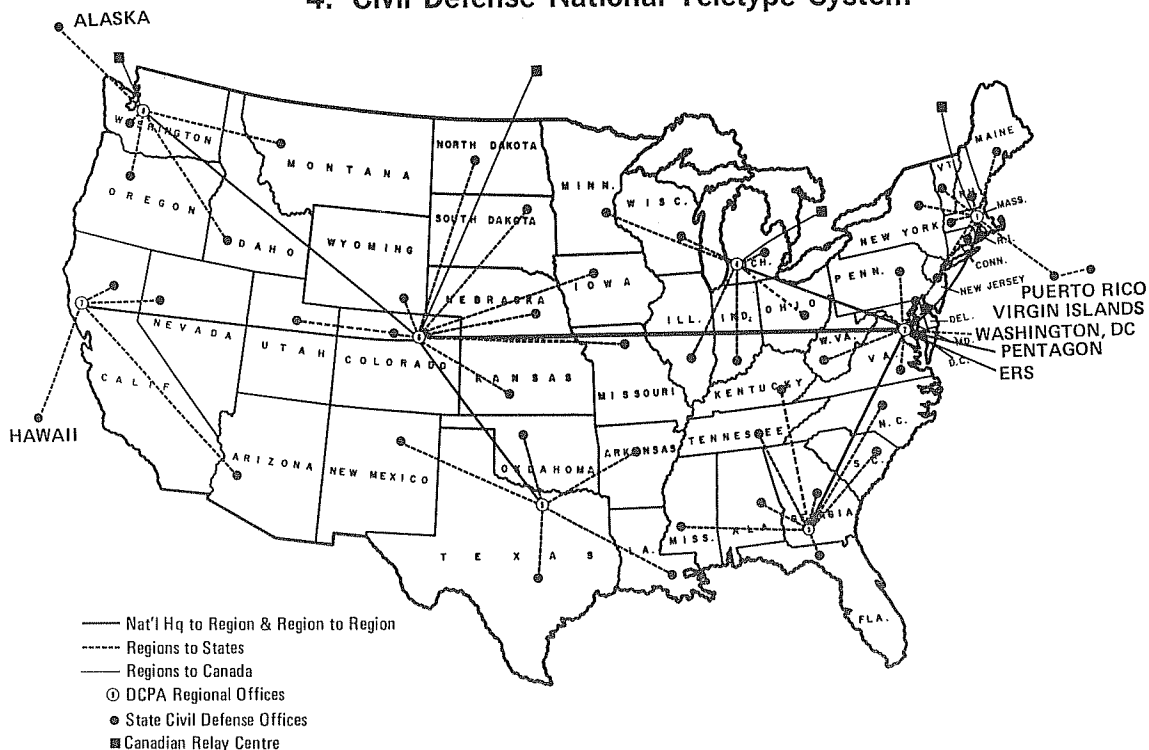 4. Civil Defense National Teletype System
ALASKA
WASHINGTON
MONTANA
NORTH DAKOTA
MINN.
MAINE
OREGON
IDAHO
WYOMING
SOUTH DAKOTA
WISC.
VT.
N.H.
MASS.
NEW YORK
R.I.
CONN.
NEBRASKA
IOWA
MICH.
PENN.
NEW JERSEY
PUERTO RICO
VIRGIN ISLANDS
NEVADA
UTAH
COLORADO
KANSAS
ILL.
IND.
OHIO
W.VA.
VA.
DEL.
MD.
D.C.
WASHINGTON, DC
PENTAGON
ERS
CALIF
MISSOURI
KENTUCKY
HAWAII
ARIZONA
NEW MEXICO
OKLAHOMA
ARKANSAS
TENNESSEE
N.C.
S.C.
TEXAS
LA.
MISS.
ALA
GEORGIA
FLA.
Nat'l Hq to Region & Region to Region
Regions to States
Regions to Canada
1 DCPA Regional Offices
State Civil Defense Offices
Canadian Relay Centre